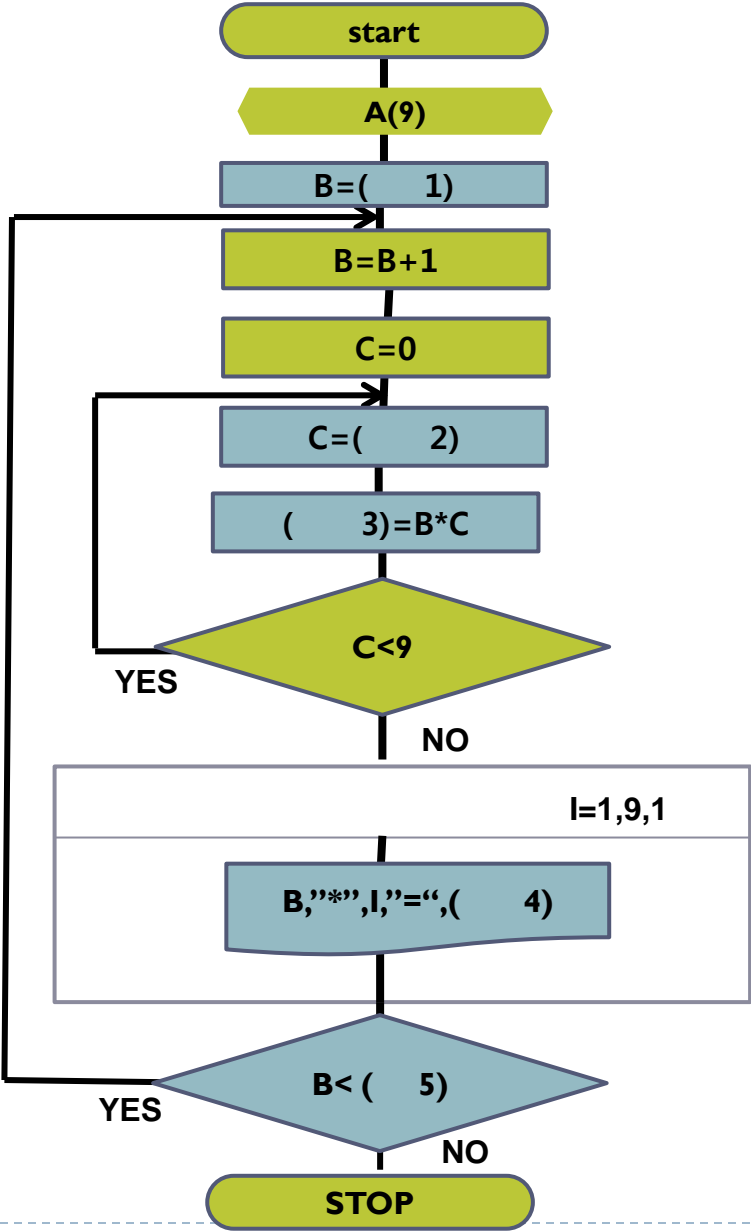 start
A(9)
B=( 1)
B=B+1
C=0
C=( 2)
( 3)=B*C
C<9
YES
NO
I=1,9,1
B,”*”,I,”=“,( 4)
B< ( 5)
YES
NO
STOP